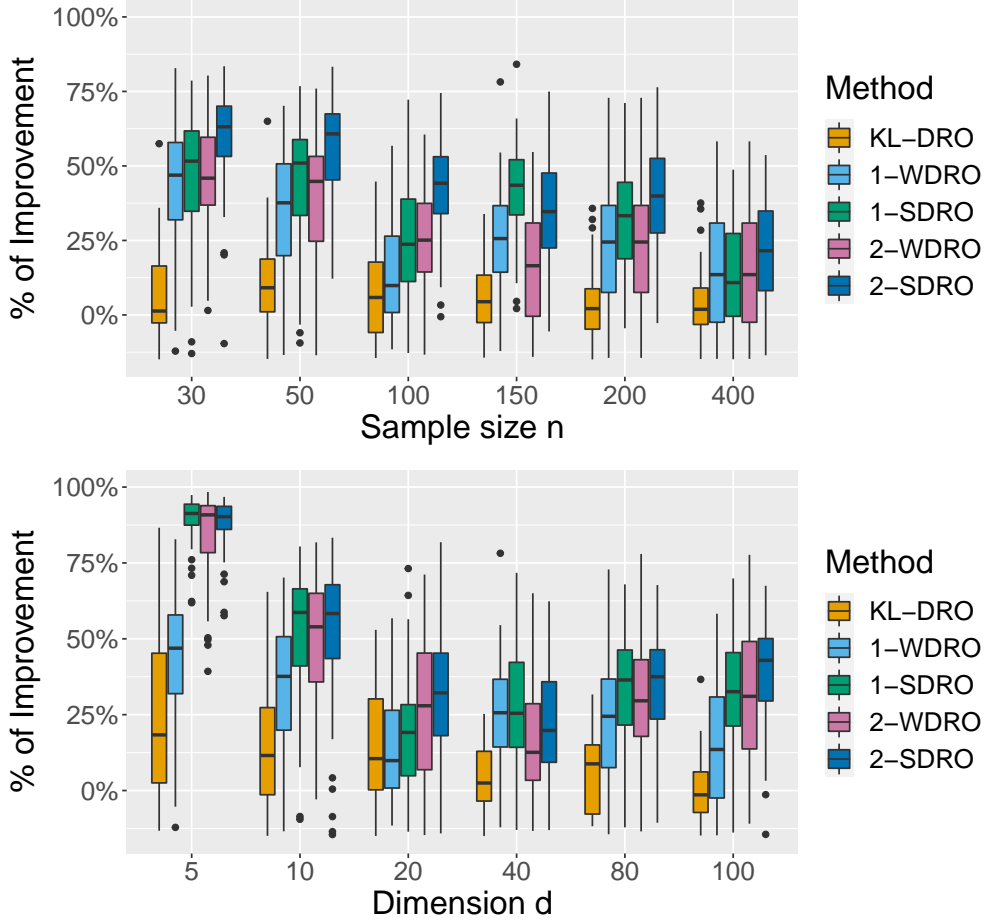 100%
75%
50%
25%
0%
% of Improvement
30 50 100 150 200 400
Sample size n
Method
KL−DRO
1−WDRO
1−SDRO
2−WDRO
2−SDRO
100%
75%
50%
25%
0%
% of Improvement
5 10 20 40 80 100
Dimension d
Method
KL−DRO
1−WDRO
1−SDRO
2−WDRO
2−SDRO